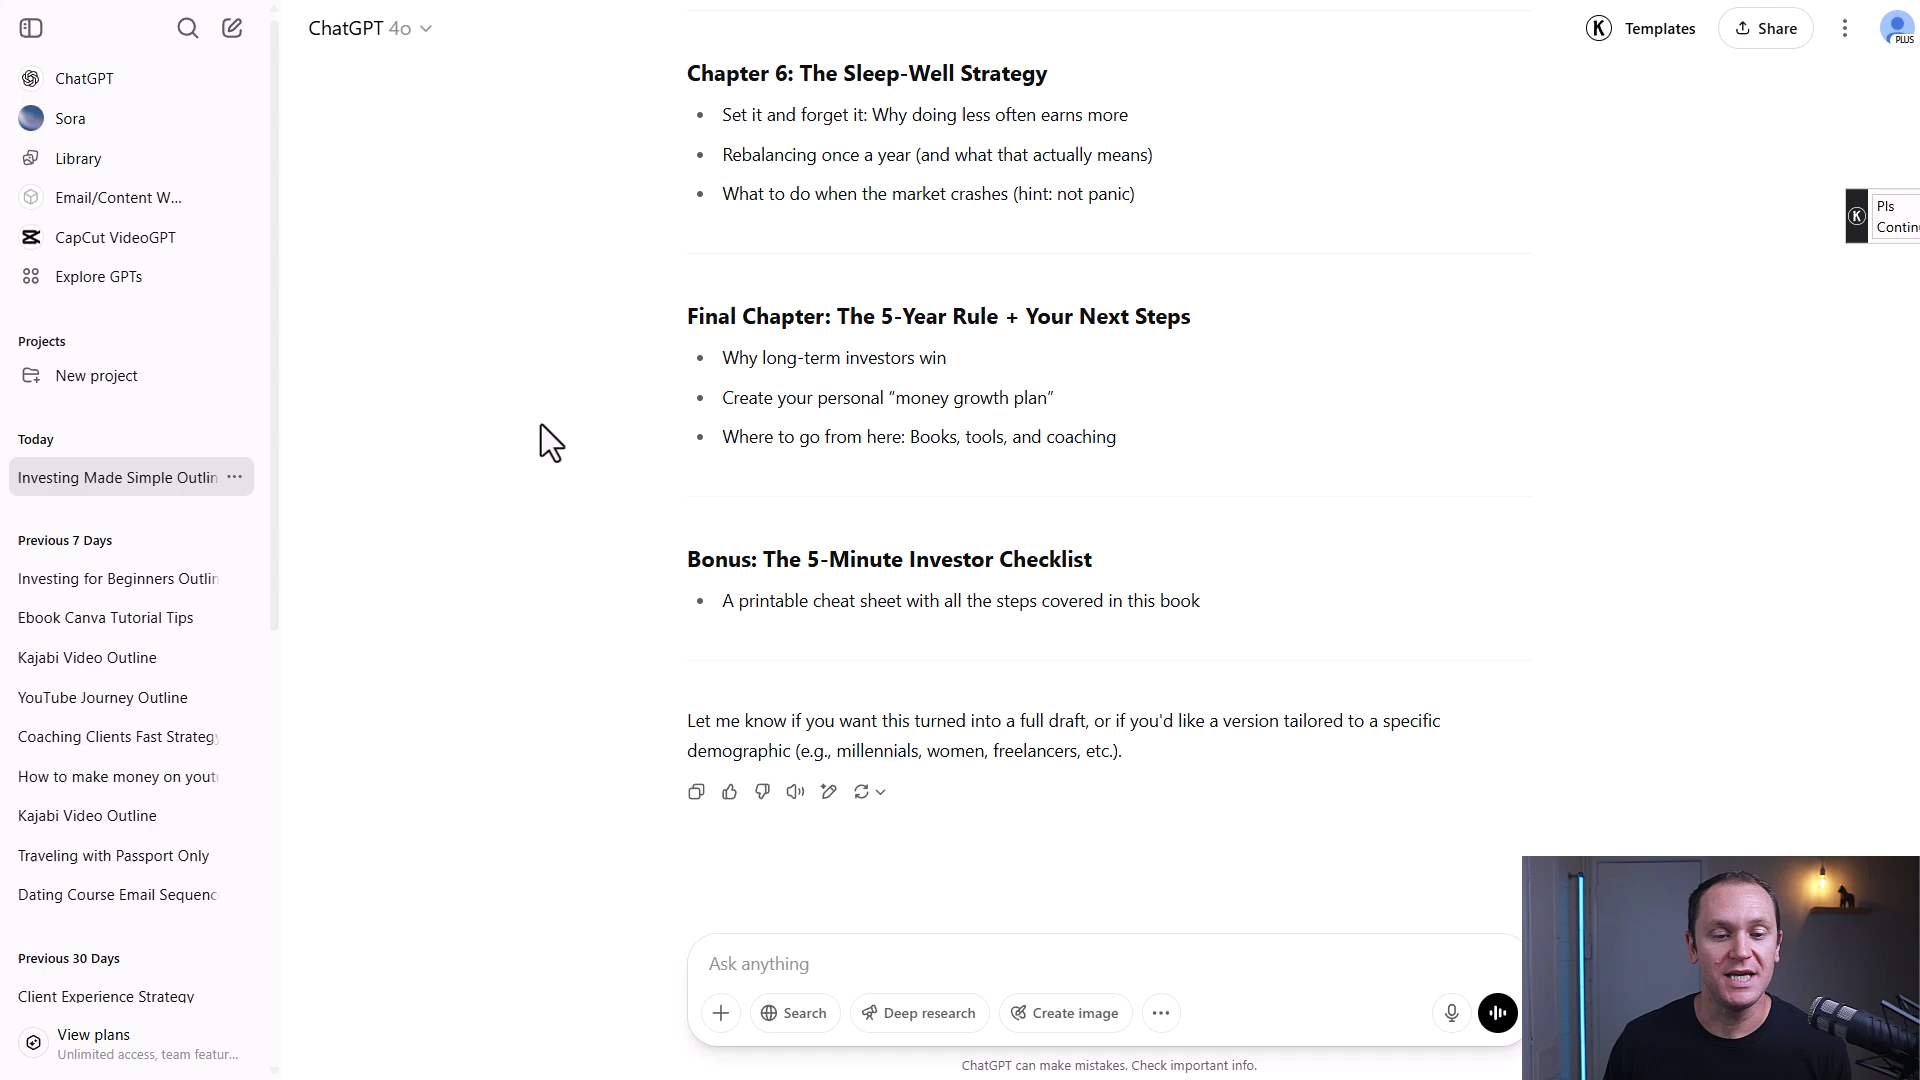 ChatGPT 4o
Templates
Share
PLUS
ChatGPT
Sora
Library
Email/Content W...
CapCut VideoGPT
Explore GPTs
Projects
New project
Today
Investing Made Simple Outlin
Previous 7 Days
Investing for Beginners Outlin
Ebook Canva Tutorial Tips
Kajabi Video Outline
YouTube Journey Outline
Coaching Clients Fast Strategy
How to make money on yout
Kajabi Video Outline
Traveling with Passport Only
Dating Course Email Sequenc
Previous 30 Days
Client Experience Strategy
View plans
Unlimited access, team featur...
Chapter 6: The Sleep-Well Strategy
• Set it and forget it: Why doing less often earns more
• Rebalancing once a year (and what that actually means)
• What to do when the market crashes (hint: not panic)
Final Chapter: The 5-Year Rule + Your Next Steps
• Why long-term investors win
• Create your personal “money growth plan”
• Where to go from here: Books, tools, and coaching
Bonus: The 5-Minute Investor Checklist
• A printable cheat sheet with all the steps covered in this book
Let me know if you want this turned into a full draft, or if you'd like a version tailored to a specific
demographic (e.g., millennials, women, freelancers, etc.).
Ask anything
Search
Deep research
Create image
ChatGPT can make mistakes. Check important info.
K
K
Pls
Contin